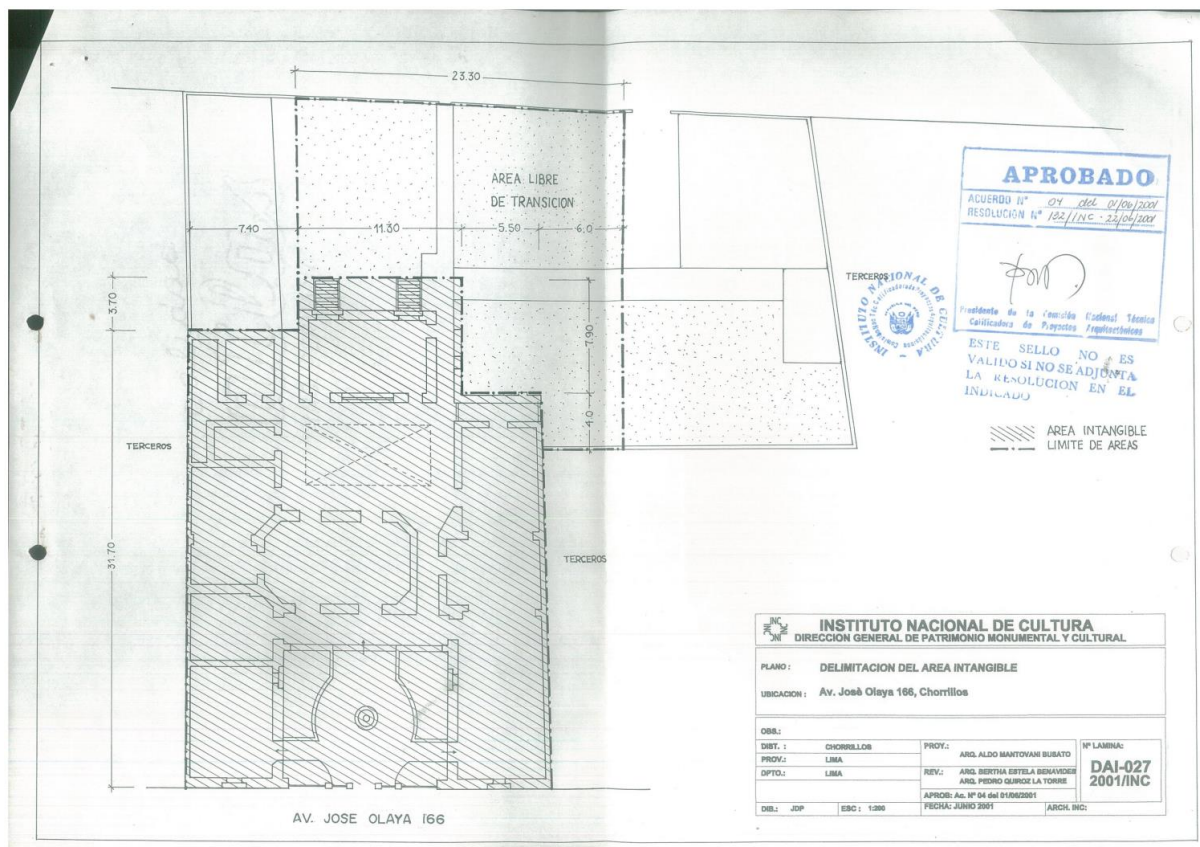 23.30
AREA LIBRE
DE TRANSICION
7.40
11.30
5.50
6.0
3.70
7.90
4.0
31.70
TERCEROS
TERCEROS
TERCEROS
AV. JOSE OLAYA 166
APROBADO
ACUERDO Nº 04 del 01/06/2001
RESOLUCIÓN Nº 182/INC - 22/06/2001
Presidente de la Comisión Nacional Técnica
Calificadora de Proyectos Arquitectónicos
INSTITUTO NACIONAL DE CULTURA
ESTE SELLO NO ES
VALIDO SI NO SE ADJUNTA
LA RESOLUCION EN EL
INDICADO
AREA INTANGIBLE
LIMITE DE AREAS
INC
INSTITUTO NACIONAL DE CULTURA
DIRECCION GENERAL DE PATRIMONIO MONUMENTAL Y CULTURAL
PLANO : DELIMITACION DEL AREA INTANGIBLE
UBICACION : Av. Josè Olaya 166, Chorrillos
OBS.:
DIST. : CHORRILLOS
PROV.: LIMA
DPTO.: LIMA
PROY.: ARQ. ALDO MANTOVANI BUSATO
REV.: ARQ. BERTHA ESTELA BENAVIDES
ARQ. PEDRO QUIROZ LA TORRE
APROB: Ac. Nº 04 del 01/06/2001
Nº LAMINA:
DAI-027
2001/INC
DIB.: JDP
ESC : 1:200
FECHA: JUNIO 2001
ARCH. INC: